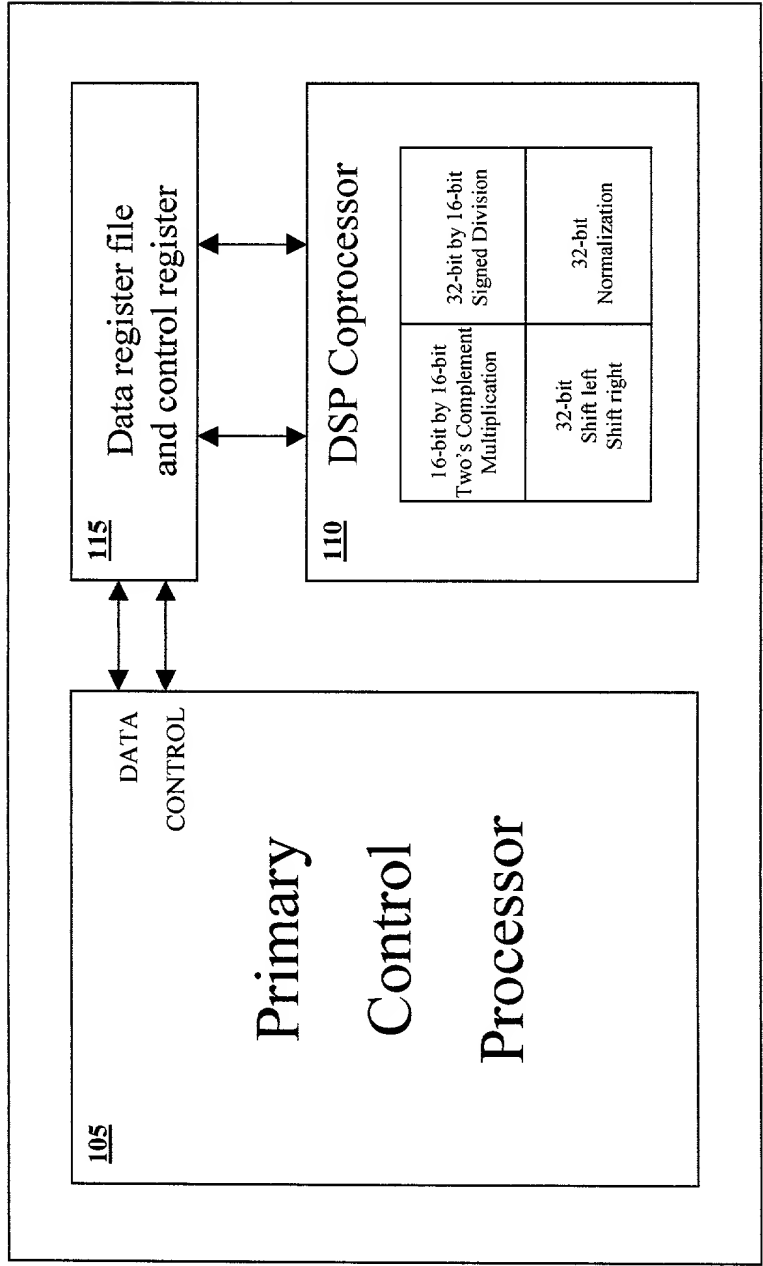 105
Primary
Control
Processor
DATA
CONTROL
115
Data register file
and control register
110
DSP Coprocessor
16-bit by 16-bit
Two's Complement
Multiplication
32-bit by 16-bit
Signed Division
32-bit
Shift left
Shift right
32-bit
Normalization